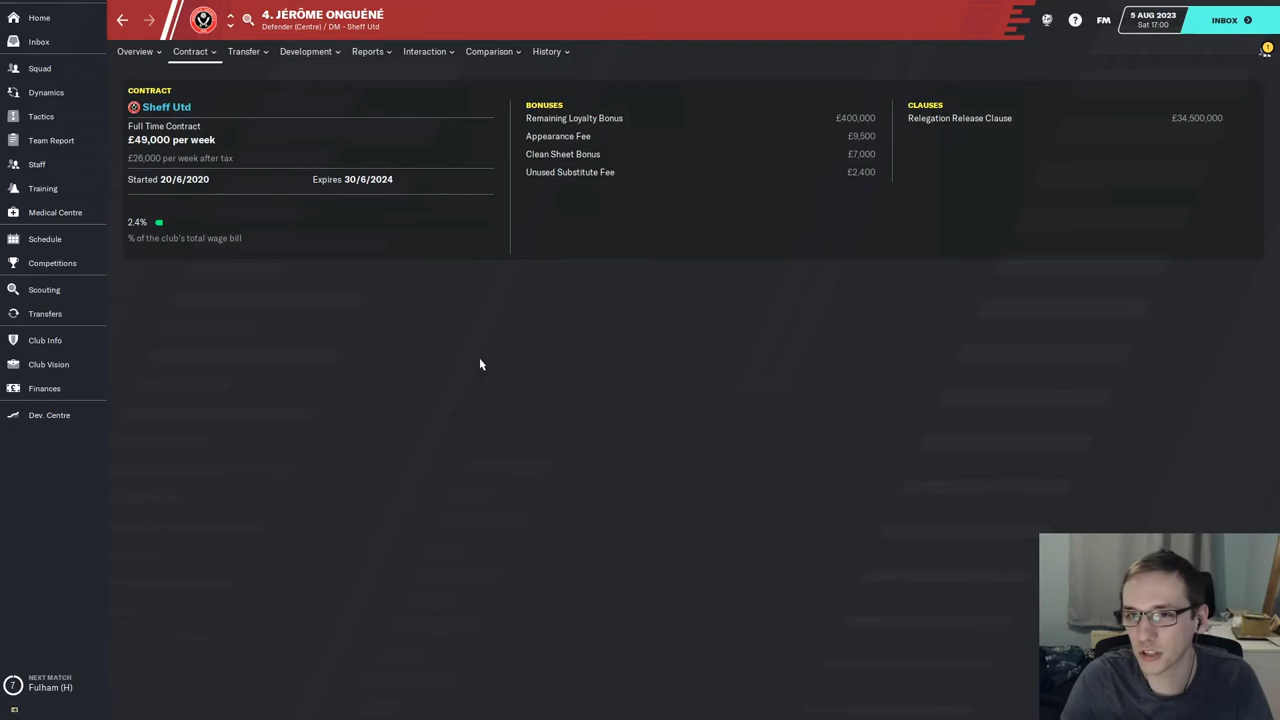 Home
Inbox
Squad
Dynamics
Tactics
Team Report
Staff
Training
Medical Centre
Schedule
Competitions
Scouting
Transfers
Club Info
Club Vision
Finances
Dev. Centre
7
NEXT MATCH
Fulham (H)
4. JÉRÔME ONGUÉNÉ
Defender (Centre) / DM - Sheff Utd
?
FM
5 AUG 2023
Sat 17:00
INBOX
Overview
Contract
Transfer
Development
Reports
Interaction
Comparison
History
1
CONTRACT
Sheff Utd
Full Time Contract
£49,000 per week
£26,000 per week after tax
Started 20/6/2020 Expires 30/6/2024
2.4%
% of the club's total wage bill
BONUSES
Remaining Loyalty Bonus £400,000
Appearance Fee £9,500
Clean Sheet Bonus £7,000
Unused Substitute Fee £2,400
CLAUSES
Relegation Release Clause £34,500,000